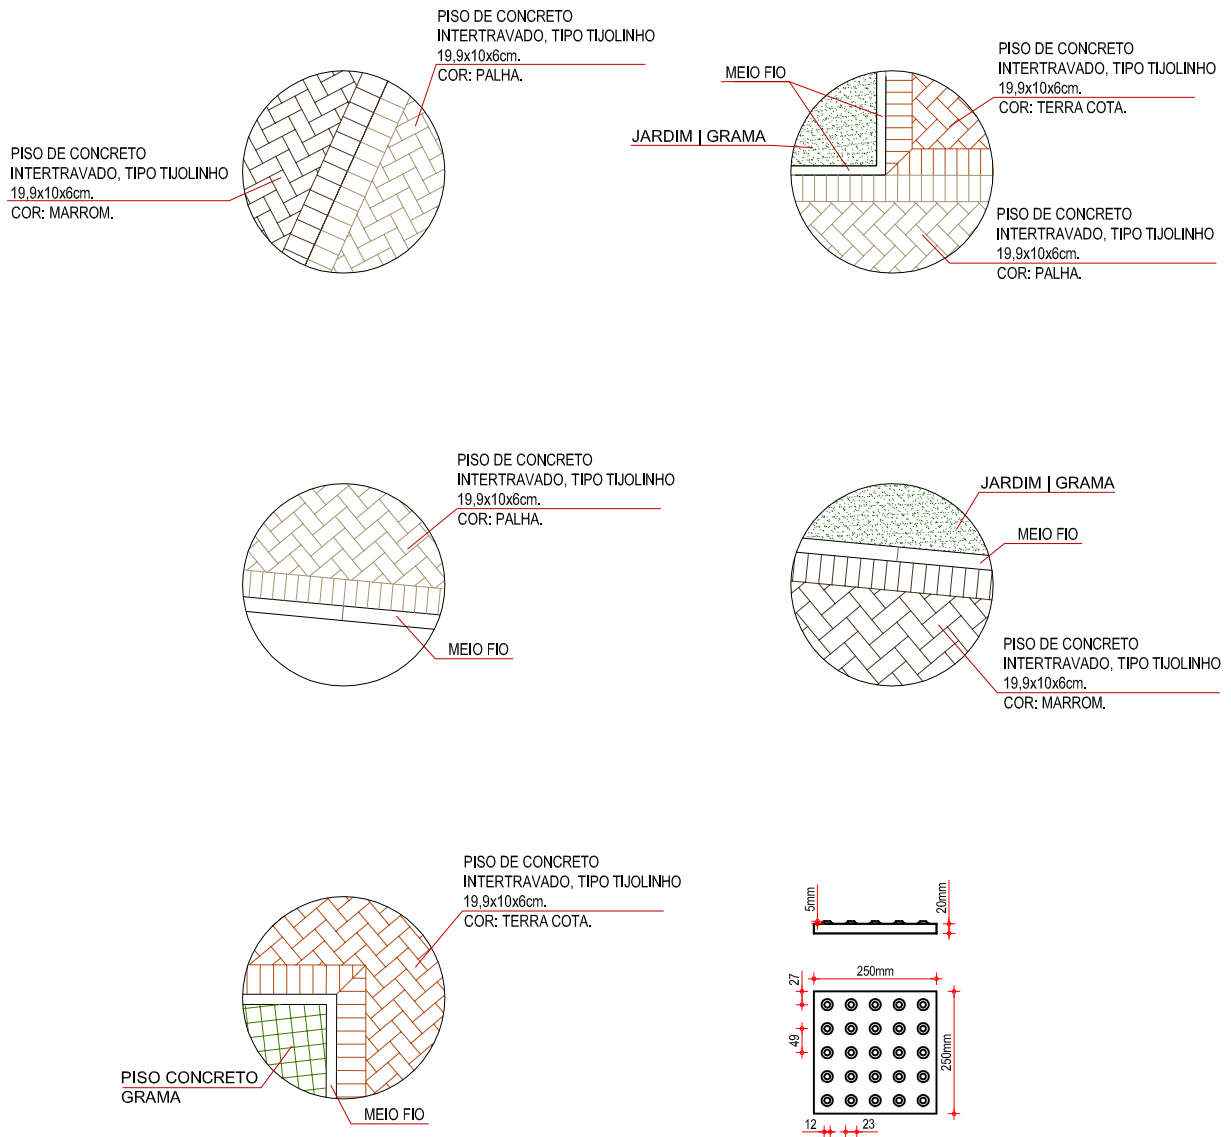 PISO DE CONCRETO
INTERTRAVADO, TIPO TIJOLINHO
19,9x10x6cm.
COR: PALHA.
PISO DE CONCRETO
INTERTRAVADO, TIPO TIJOLINHO
19,9x10x6cm.
COR: MARROM.
MEIO FIO
JARDIM | GRAMA
PISO DE CONCRETO
INTERTRAVADO, TIPO TIJOLINHO
19,9x10x6cm.
COR: TERRA COTA.
PISO DE CONCRETO
INTERTRAVADO, TIPO TIJOLINHO
19,9x10x6cm.
COR: PALHA.
PISO DE CONCRETO
INTERTRAVADO, TIPO TIJOLINHO
19,9x10x6cm.
COR: PALHA.
MEIO FIO
JARDIM | GRAMA
MEIO FIO
PISO DE CONCRETO
INTERTRAVADO, TIPO TIJOLINHO
19,9x10x6cm.
COR: MARROM.
PISO DE CONCRETO
INTERTRAVADO, TIPO TIJOLINHO
19,9x10x6cm.
COR: TERRA COTA.
PISO CONCRETO
GRAMA
MEIO FIO
5mm
20mm
250mm
27
49
250mm
12
23